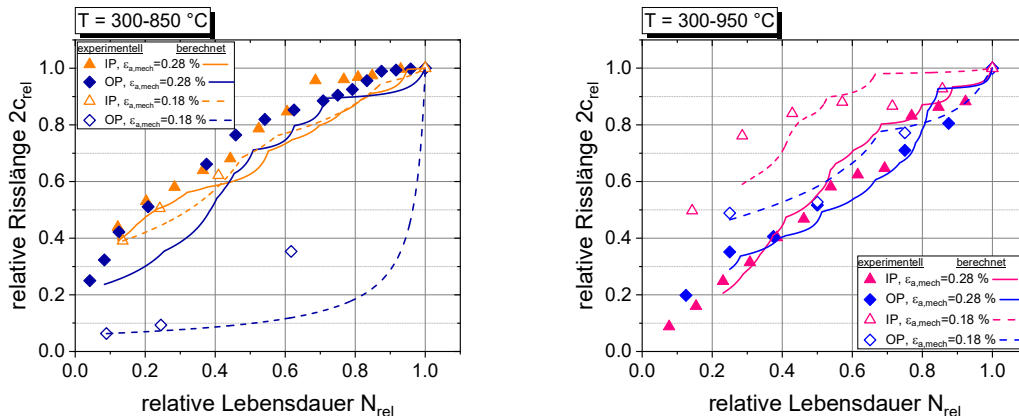 T = 300-850 °C
experimentell berechnet
IP, εa,mech=0.28 %
OP, εa,mech=0.28 %
IP, εa,mech=0.18 %
OP, εa,mech=0.18 %
relative Risslänge 2crel
1.0
0.8
0.6
0.4
0.2
0.0
0.0 0.2 0.4 0.6 0.8 1.0
relative Lebensdauer Nrel
T = 300-950 °C
relative Risslänge 2crel
1.0
0.8
0.6
0.4
0.2
0.0
experimentell berechnet
IP, εa,mech=0.28 %
OP, εa,mech=0.28 %
IP, εa,mech=0.18 %
OP, εa,mech=0.18 %
0.0 0.2 0.4 0.6 0.8 1.0
relative Lebensdauer Nrel